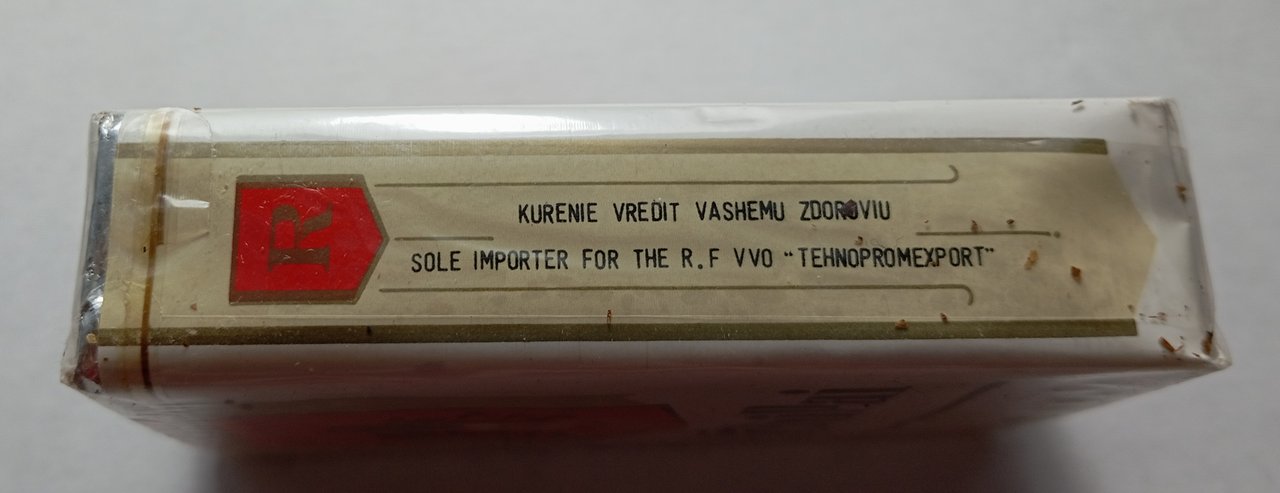 R
KURENIE VREDIT VASHEMU ZDOROVIU
SOLE IMPORTER FOR THE R.F VVO "TEHNOPROMEXPORT"